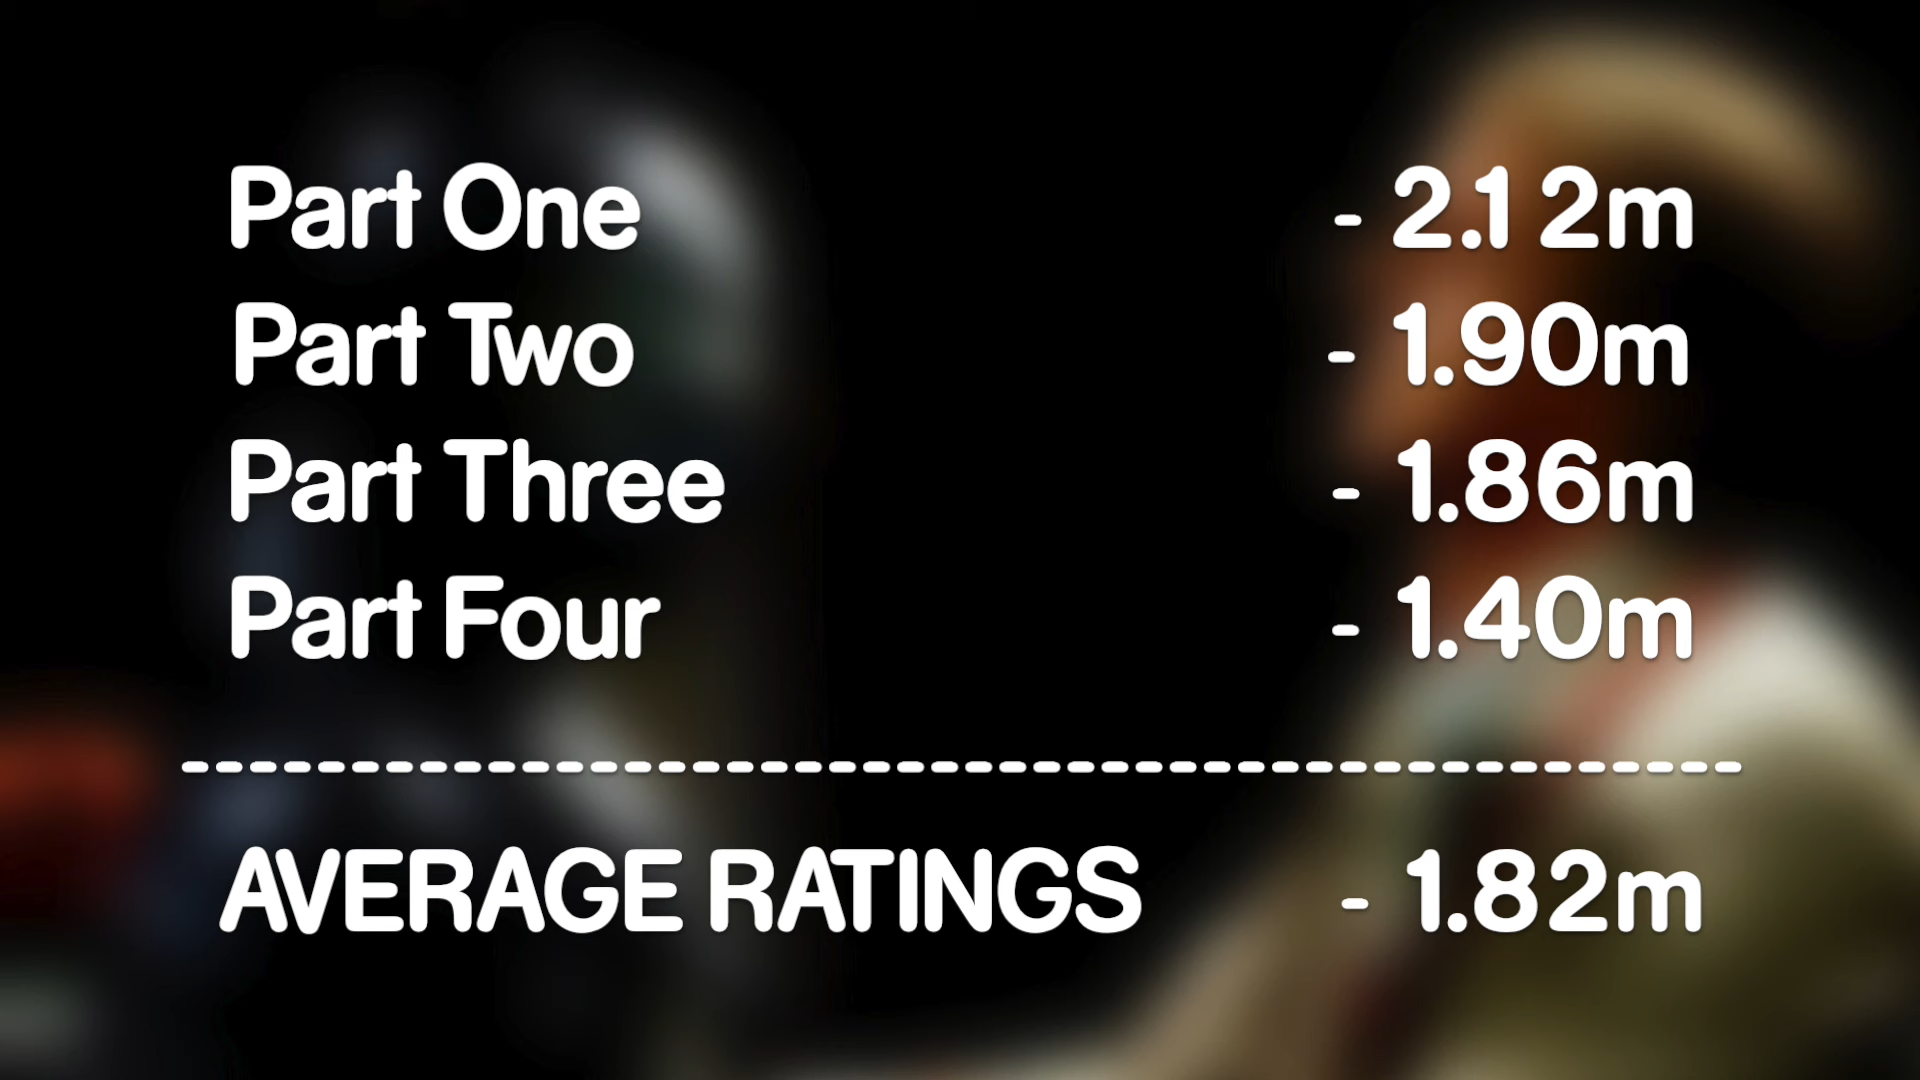 Part One - 2.12m
Part Two - 1.90m
Part Three - 1.86m
Part Four - 1.40m
--------------------------------------------
AVERAGE RATINGS - 1.82m